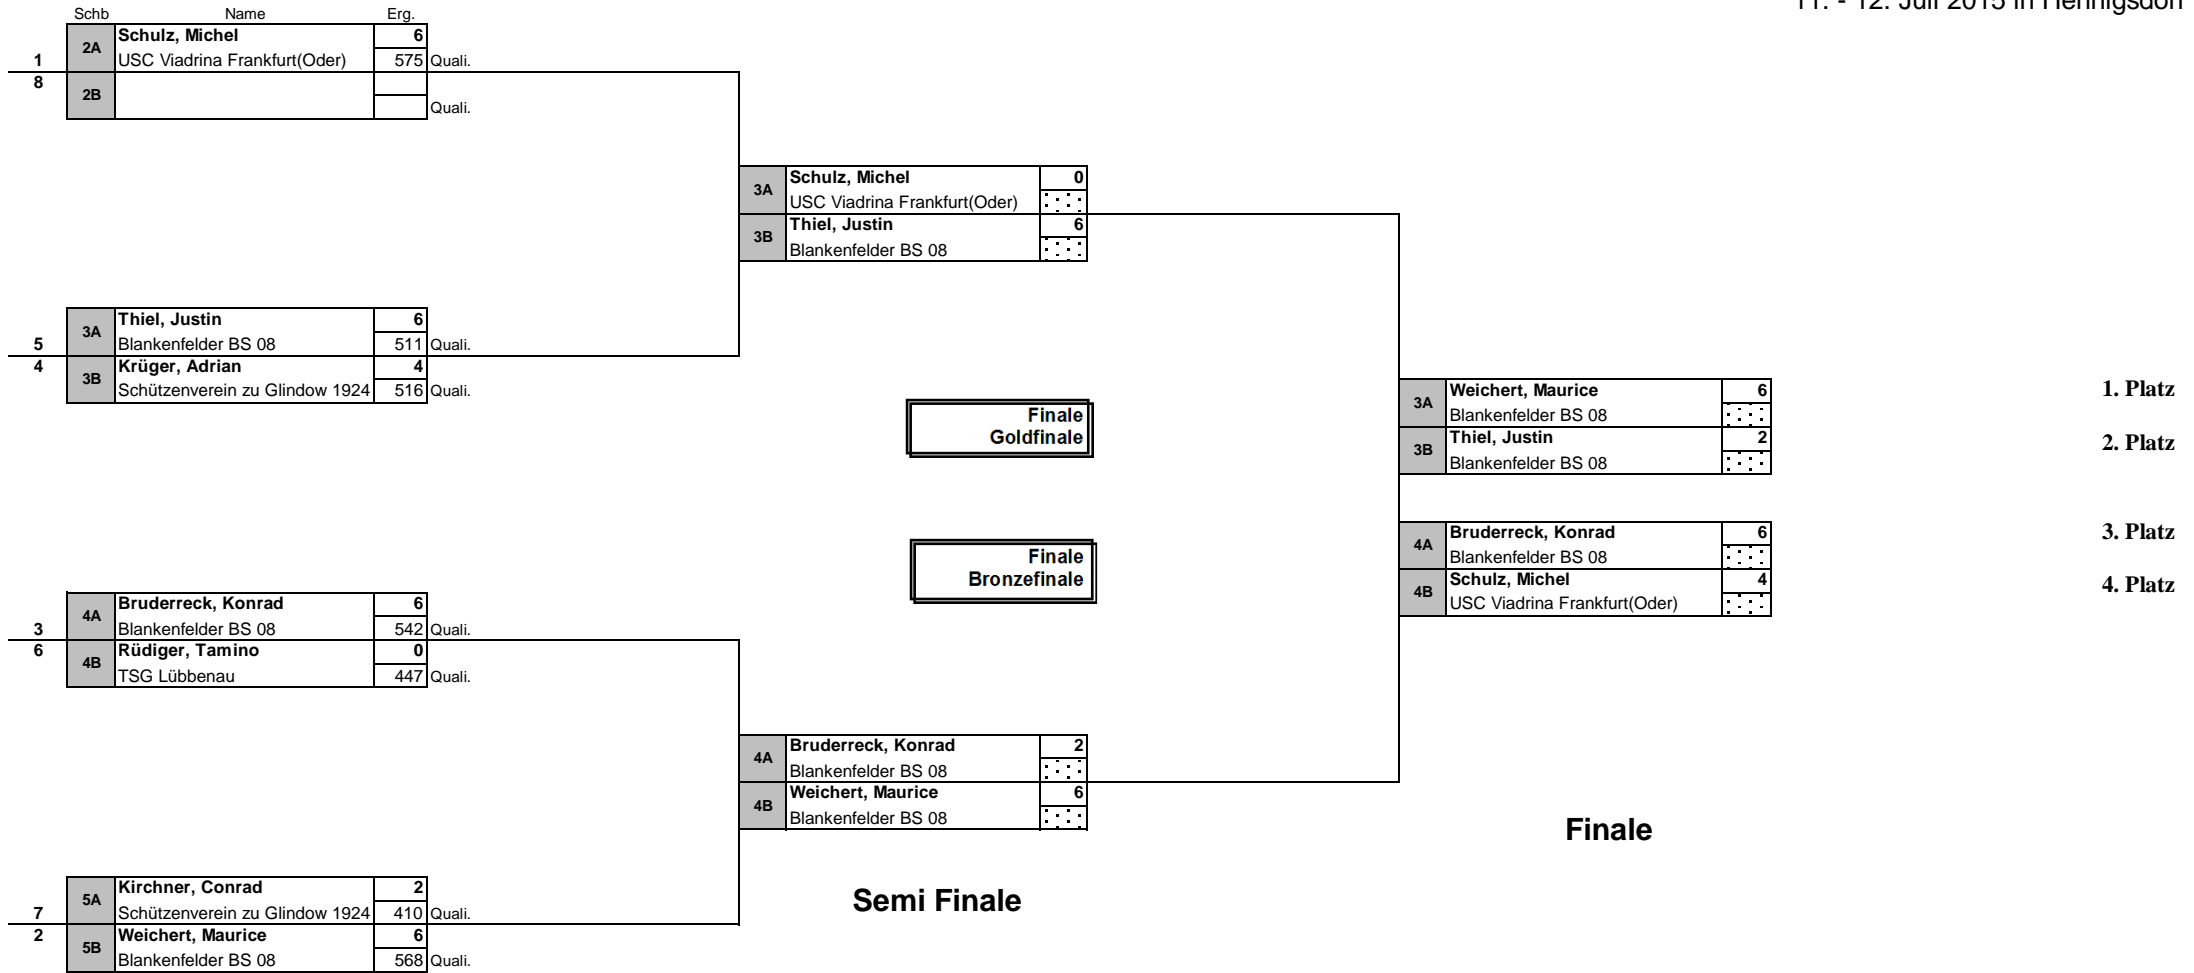 11. - 12. Juli 2015 in Hennigsdorf
Schb Name Erg.
2A Schulz, Michel 6
1 USC Viadrina Frankfurt(Oder) 575 Quali.
8 2B
Quali.
3A Schulz, Michel 0
USC Viadrina Frankfurt(Oder)
3B Thiel, Justin 6
Blankenfelder BS 08
3A Thiel, Justin 6
5 Blankenfelder BS 08 511 Quali.
4 3B Krüger, Adrian 4
Schützenverein zu Glindow 1924 516 Quali.
Finale
Goldfinale
3A Weichert, Maurice 6 1. Platz
Blankenfelder BS 08
3B Thiel, Justin 2 2. Platz
Blankenfelder BS 08
Finale
Bronzefinale
4A Bruderreck, Konrad 6 3. Platz
Blankenfelder BS 08
4B Schulz, Michel 4 4. Platz
USC Viadrina Frankfurt(Oder)
4A Bruderreck, Konrad 6
3 Blankenfelder BS 08 542 Quali.
6 4B Rüdiger, Tamino 0
TSG Lübbenau 447 Quali.
4A Bruderreck, Konrad 2
Blankenfelder BS 08
4B Weichert, Maurice 6
Blankenfelder BS 08
Finale
Semi Finale
5A Kirchner, Conrad 2
7 Schützenverein zu Glindow 1924 410 Quali.
2 5B Weichert, Maurice 6
Blankenfelder BS 08 568 Quali.